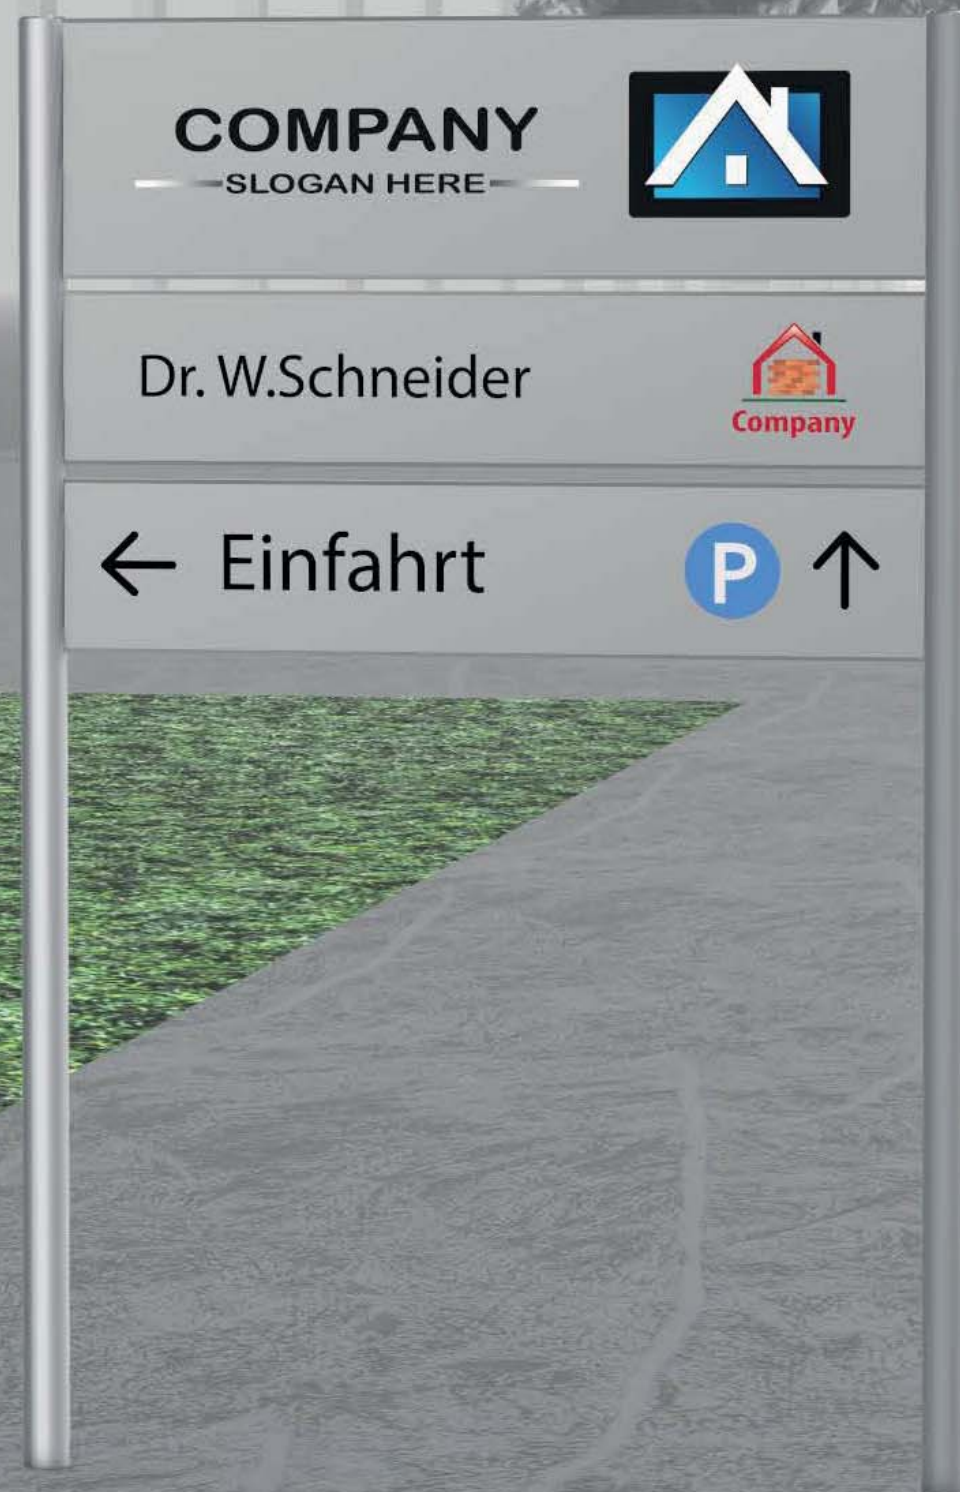 COMPANY
SLOGAN HERE
Dr. W.Schneider
Company
← Einfahrt P ↑